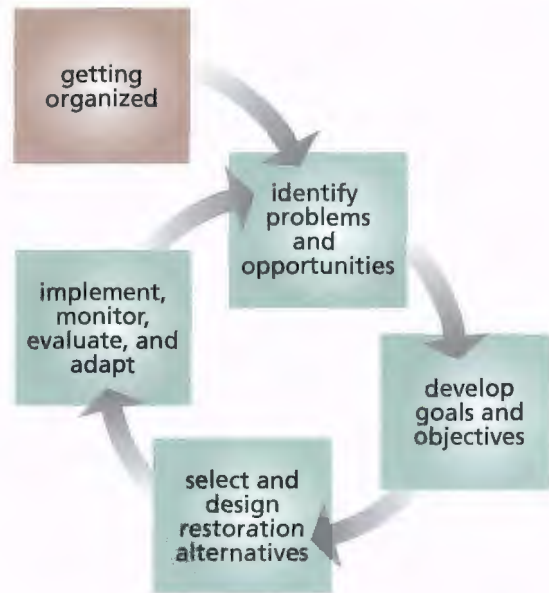 getting
organized
identify
problems
and
opportunities
develop
goals and
objectives
select and
design
restoration
alternatives
implement,
monitor,
evaluate, and
adapt